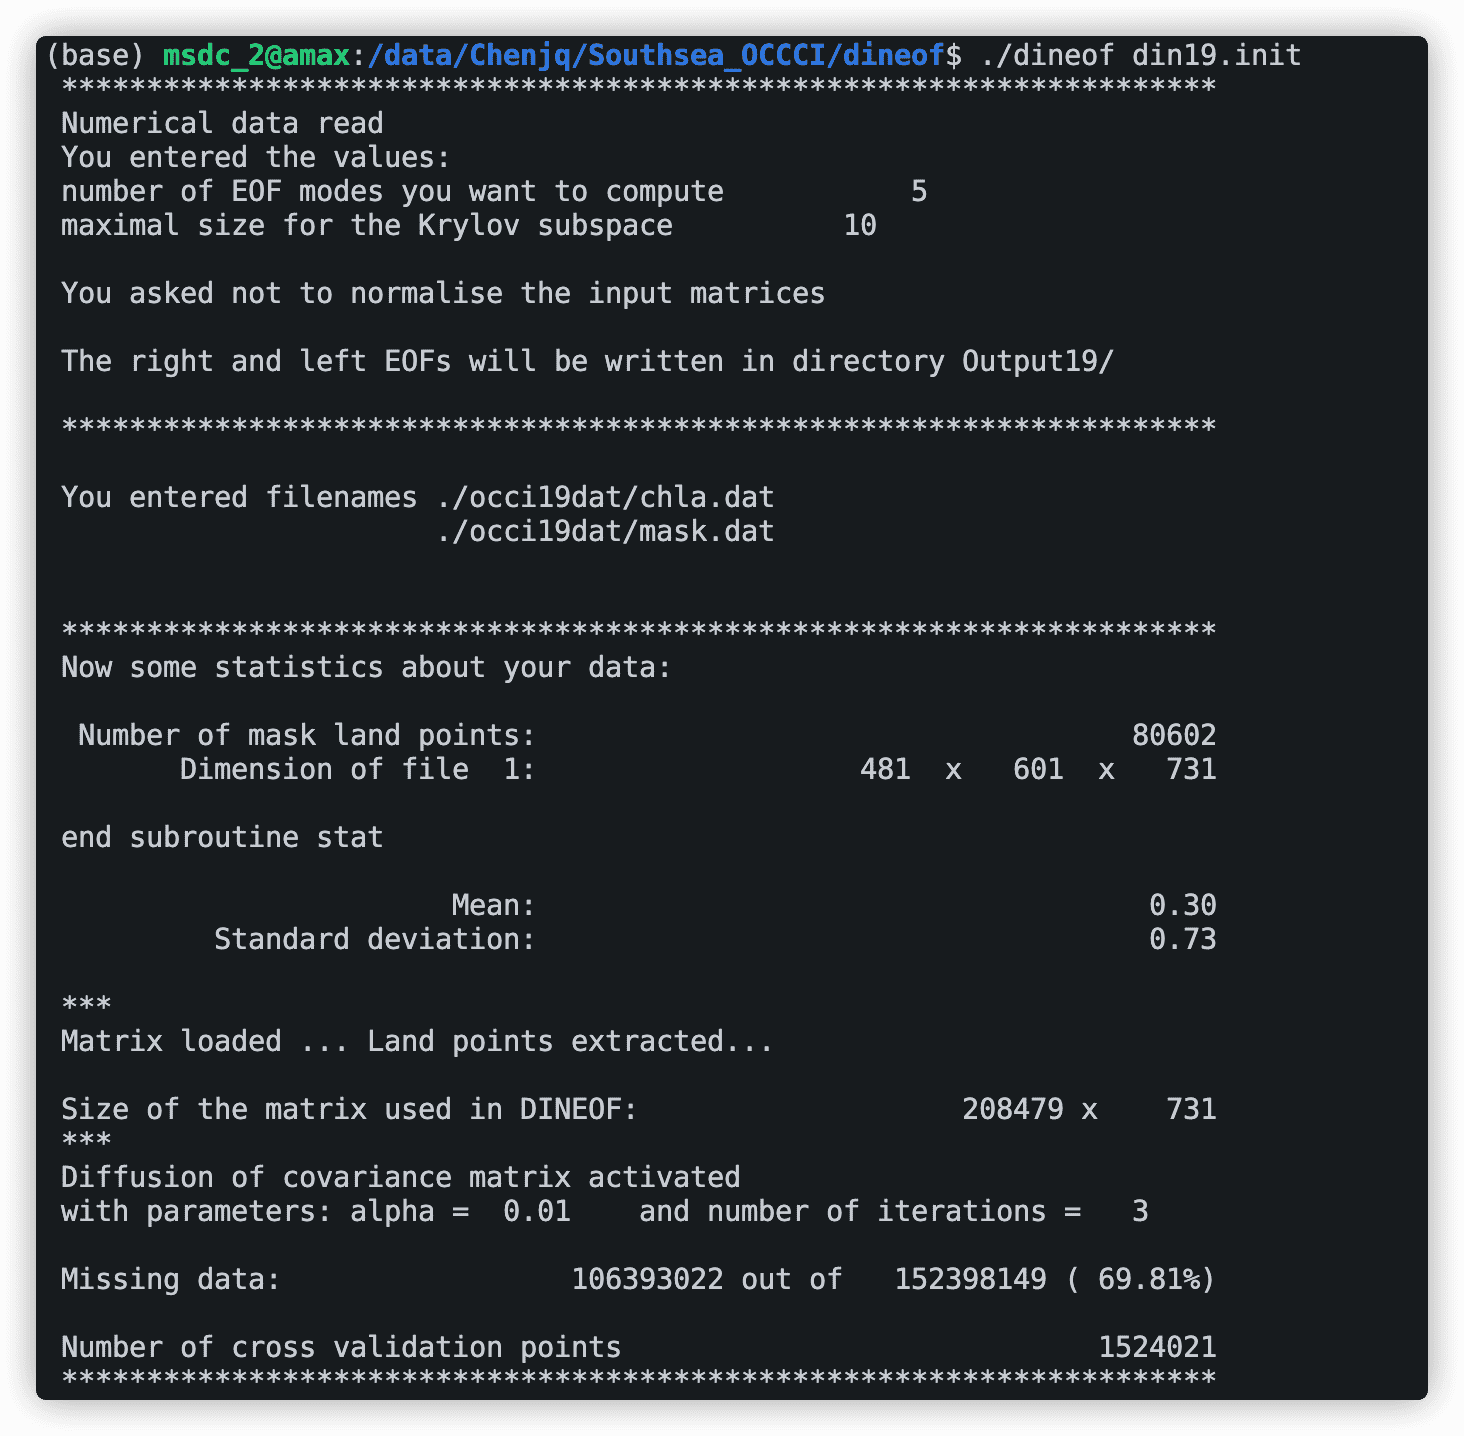 (base) msdc_2@amax:/data/Chenjq/Southsea_OCCCI/dineof$ ./dineof din19.init
********************************************************************
Numerical data read
You entered the values:
number of EOF modes you want to compute           5
maximal size for the Krylov subspace          10
You asked not to normalise the input matrices
The right and left EOFs will be written in directory Output19/
********************************************************************
You entered filenames ./occi19dat/chla.dat
./occi19dat/mask.dat
********************************************************************
Now some statistics about your data:
Number of mask land points:                                   80602
Dimension of file  1:                   481  x   601  x   731
end subroutine stat
Mean:                                    0.30
Standard deviation:                                    0.73
***
Matrix loaded ... Land points extracted...
Size of the matrix used in DINEOF:                   208479 x    731
***
Diffusion of covariance matrix activated
with parameters: alpha =  0.01    and number of iterations =   3
Missing data:                 106393022 out of   152398149 ( 69.81%)
Number of cross validation points                            1524021
********************************************************************